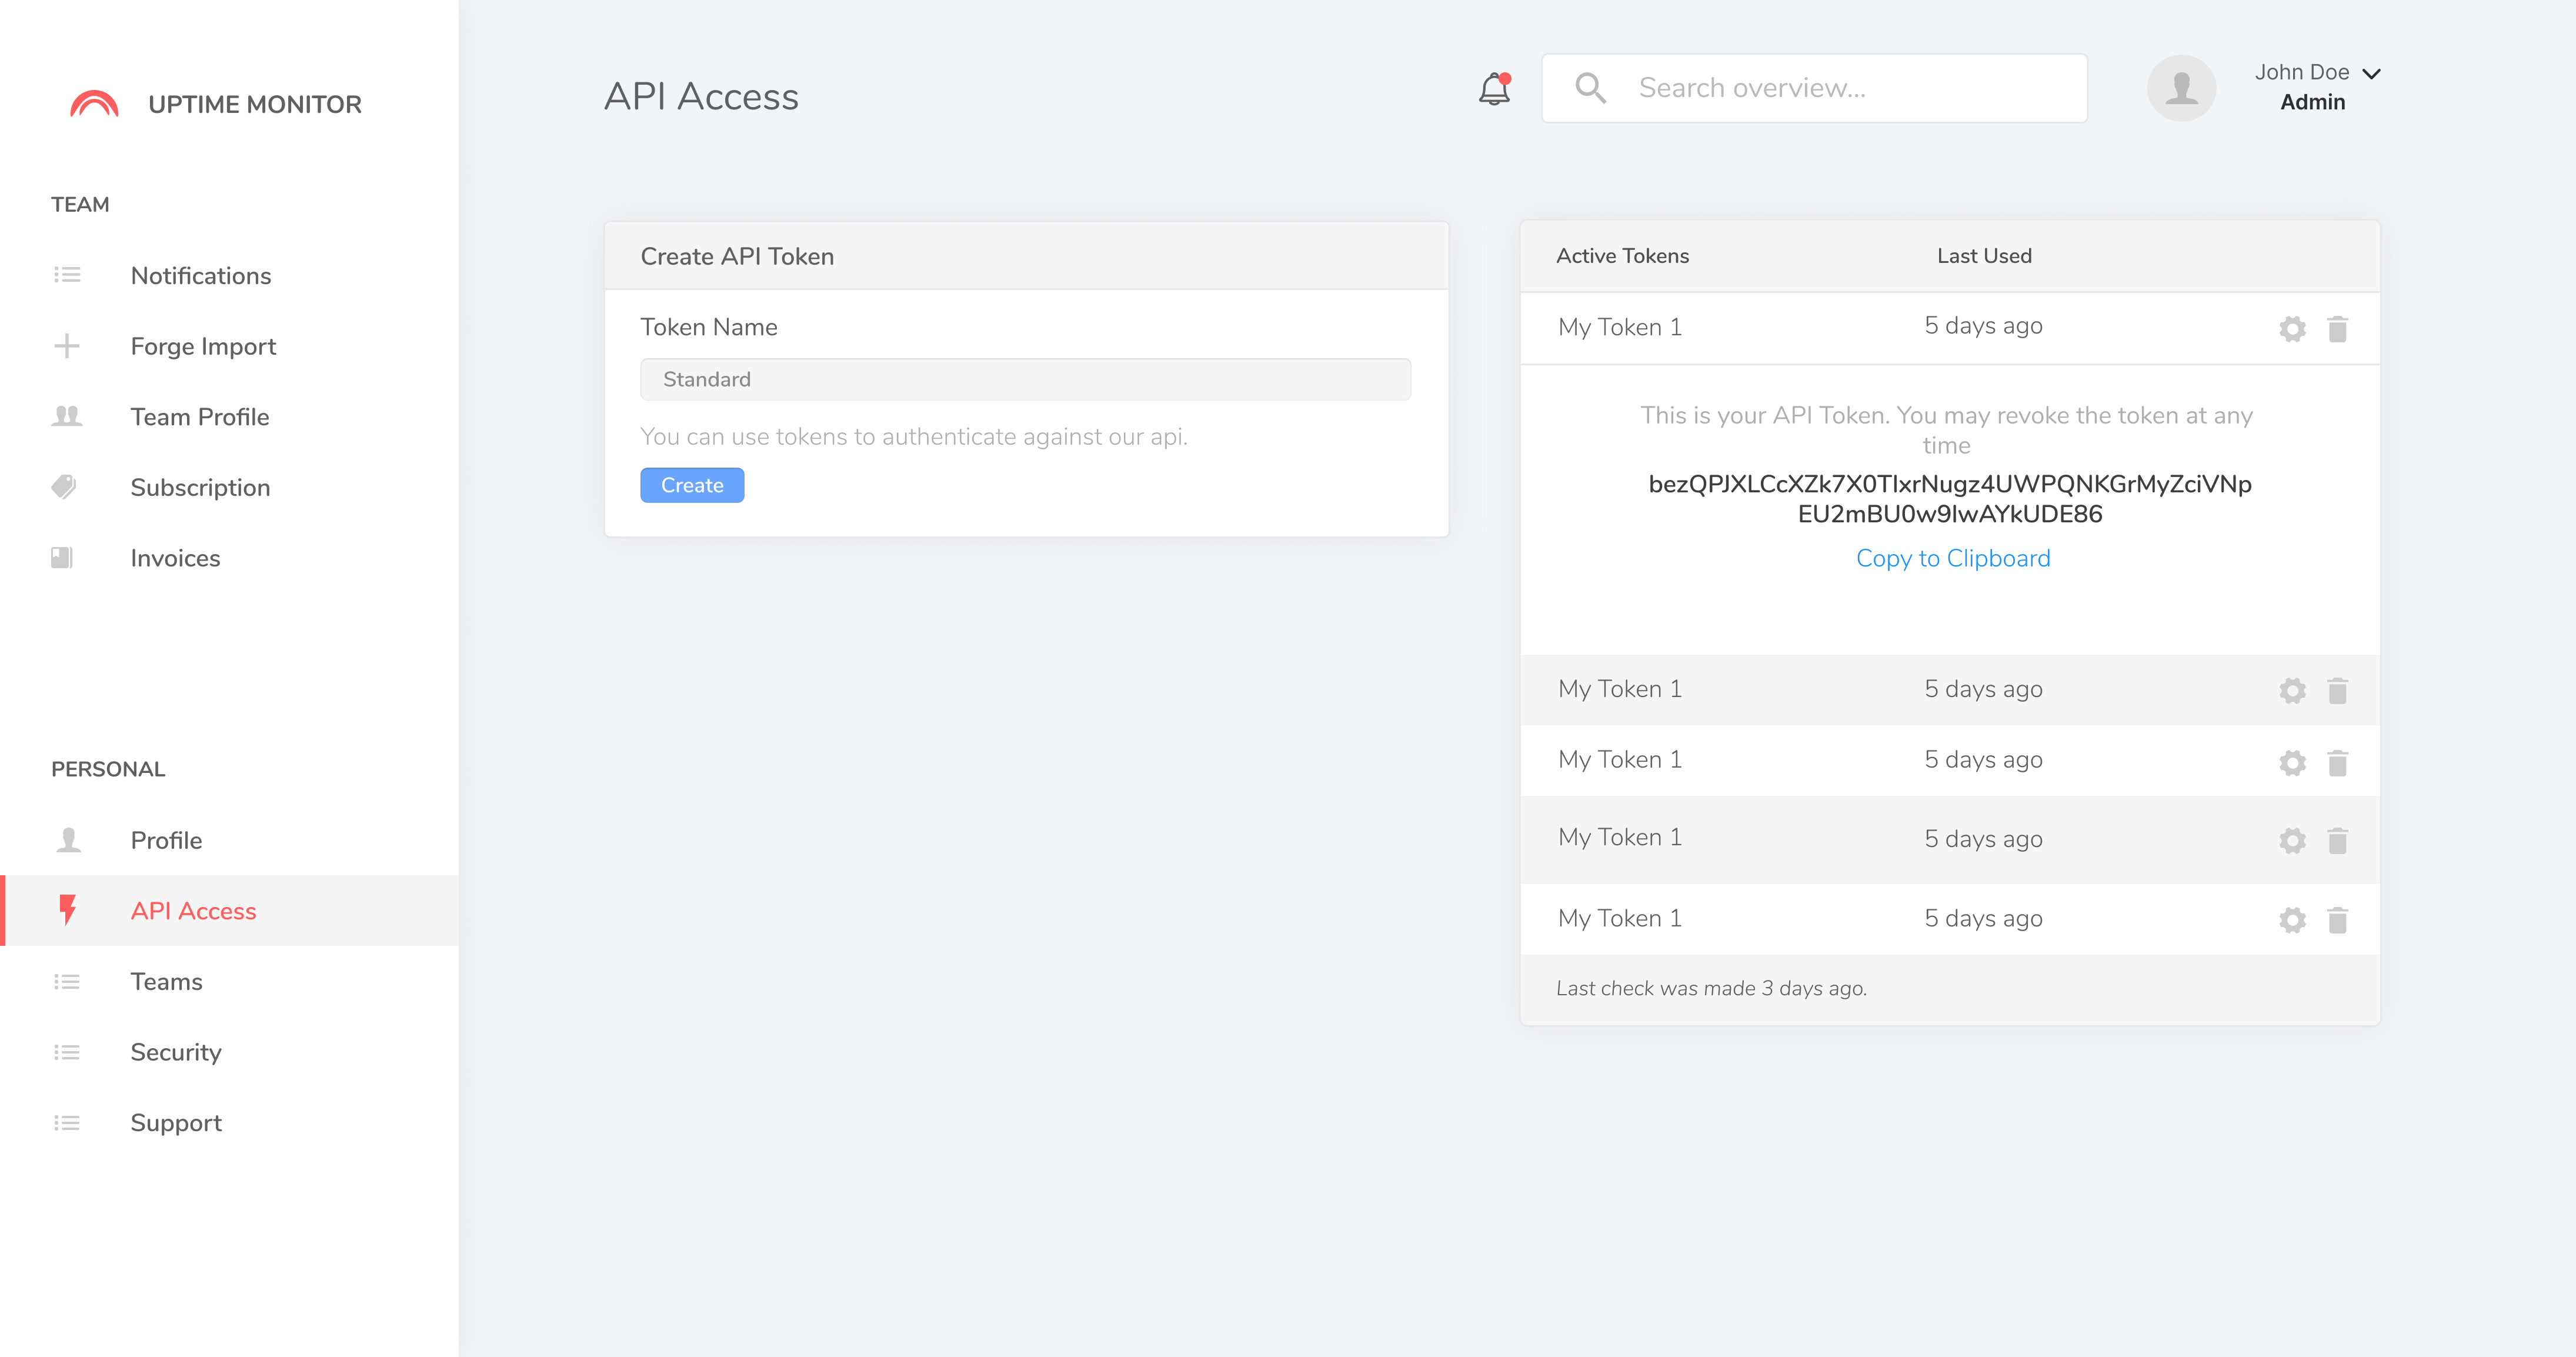 UPTIME MONITOR
TEAM
Notifications
Forge Import
Team Profile
Subscription
Invoices
PERSONAL
Profile
API Access
Teams
Security
Support
API Access
Search overview...
John Doe
Admin
Create API Token
Token Name
Standard
You can use tokens to authenticate against our api.
Create
Active Tokens Last Used
My Token 1 5 days ago
This is your API Token. You may revoke the token at any
time
bezQPJXLCcXZk7X0TIxrNugz4UWPQNKGrMyZciVNp
EU2mBU0w9IwAYkUDE86
Copy to Clipboard
My Token 1 5 days ago
My Token 1 5 days ago
My Token 1 5 days ago
My Token 1 5 days ago
Last check was made 3 days ago.